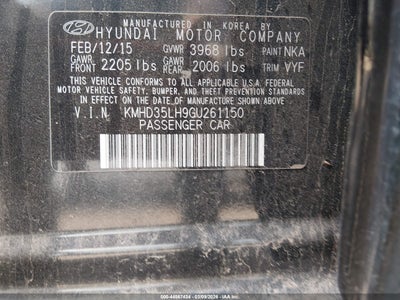 MANUFACTURED IN KOREA BY
HYUNDAI MOTOR COMPANY
FEB/12/15 GVWR 3968 lbs PAINT NKA
GAWR FRONT 2205 lbs GAWR REAR 2006 lbs TRIM VYF
THIS VEHICLE CONFORMS TO ALL APPLICABLE U.S. FEDERAL
MOTOR VEHICLE SAFETY, BUMPER, AND THEFT PREVENTION
STANDARDS IN EFFECT ON THE DATE OF MANUFACTURE SHOWN ABOVE.
V.I.N. KMHD35LH9GU261150
PASSENGER CAR